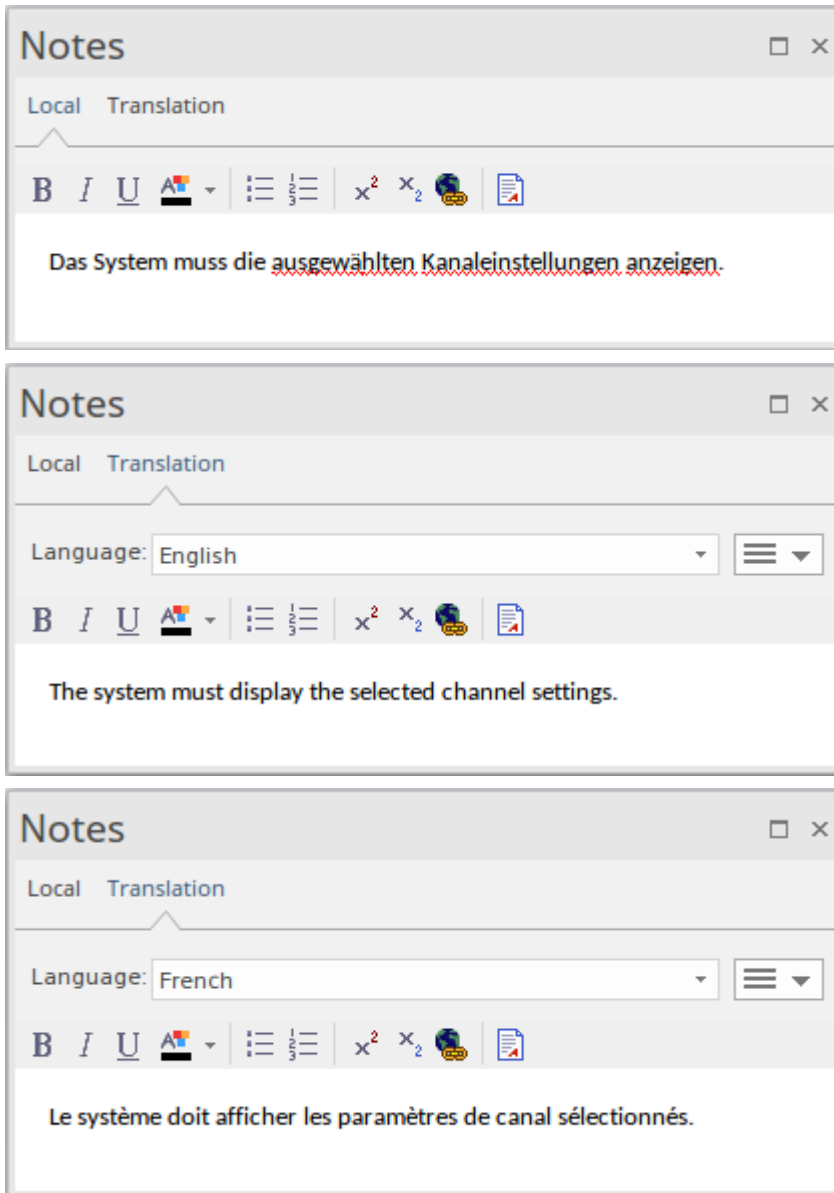 Notes
Local Translation
B I U A x² x₂
Das System muss die ausgewählten Kanaleinstellungen anzeigen.
Notes
Local Translation
Language: English
B I U A x² x₂
The system must display the selected channel settings.
Notes
Local Translation
Language: French
B I U A x² x₂
Le système doit afficher les paramètres de canal sélectionnés.